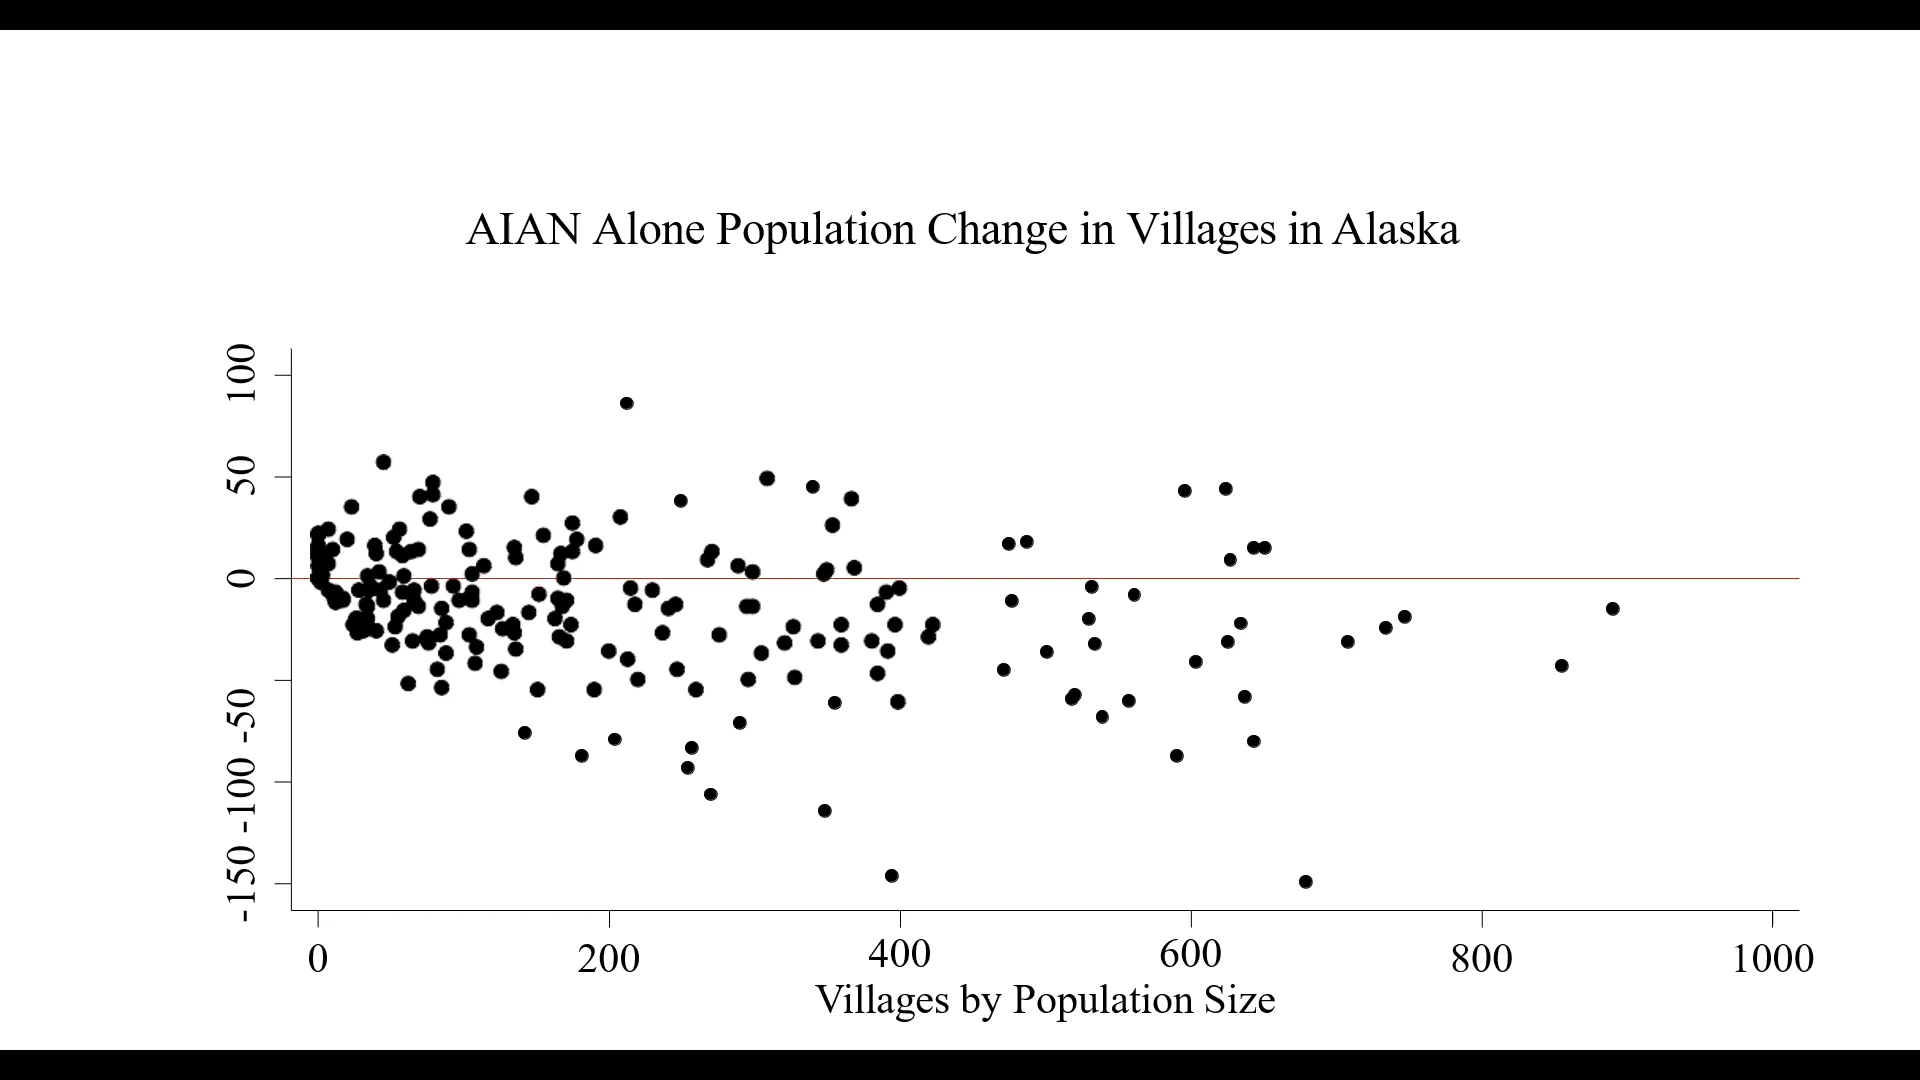 AIAN Alone Population Change in Villages in Alaska
100
50
0
-50
-100
-150
0 200 400 600 800 1000
Villages by Population Size